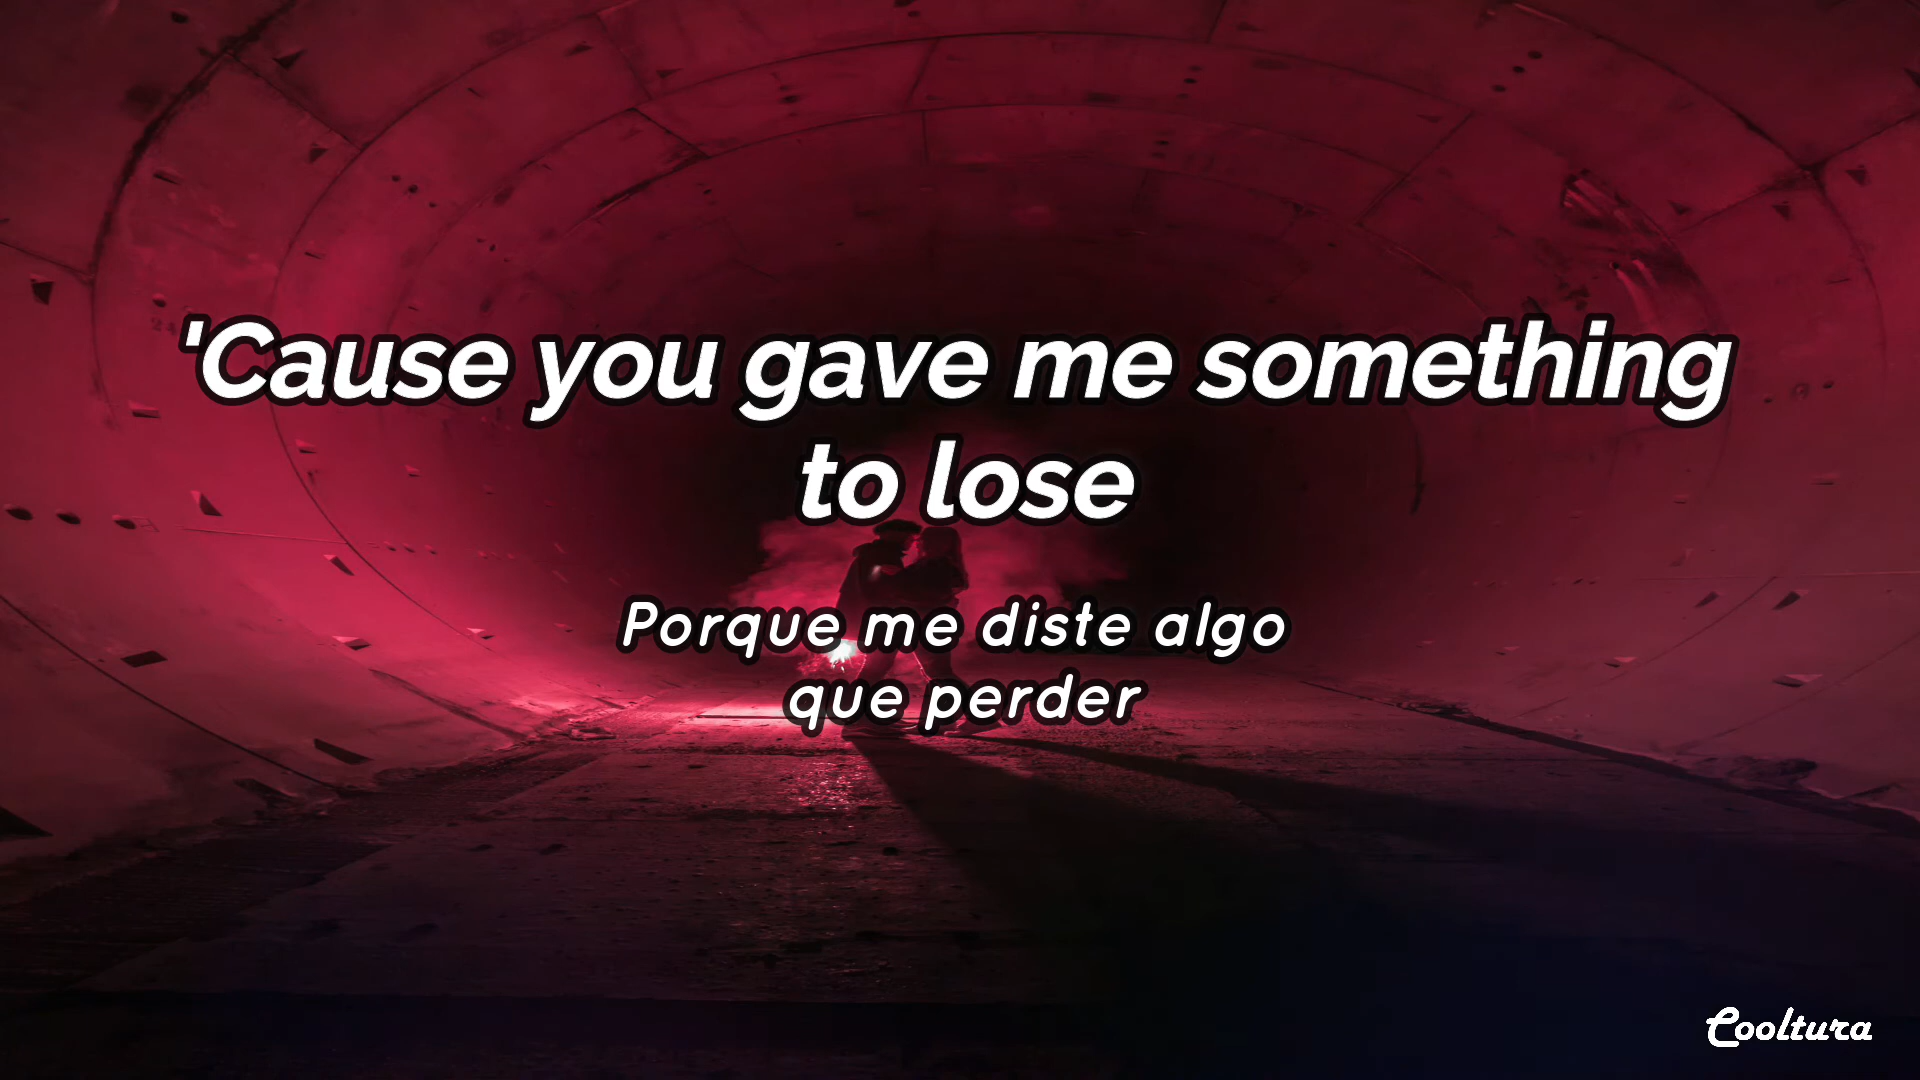 'Cause you gave me something
to lose
Porque me diste algo
que perder
Cooltura